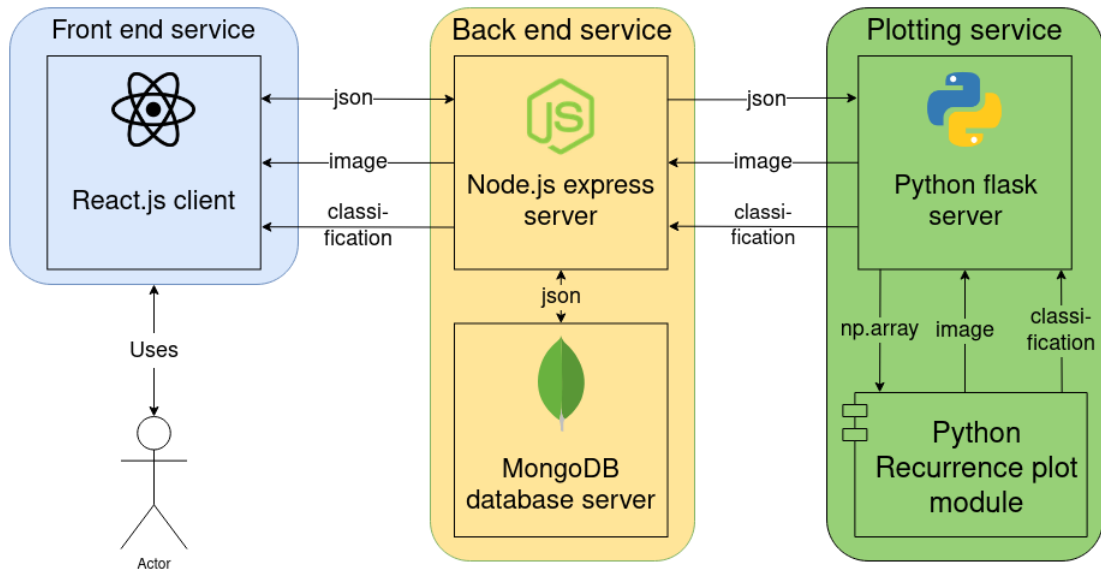 Front end service
Back end service
Plotting service
React.js client
json
image
classi-
fication
JS
Node.js express
server
json
image
classi-
fication
Python flask
server
json
MongoDB
database server
np.array
image
classi-
fication
Python
Recurrence plot
module
Uses
Actor